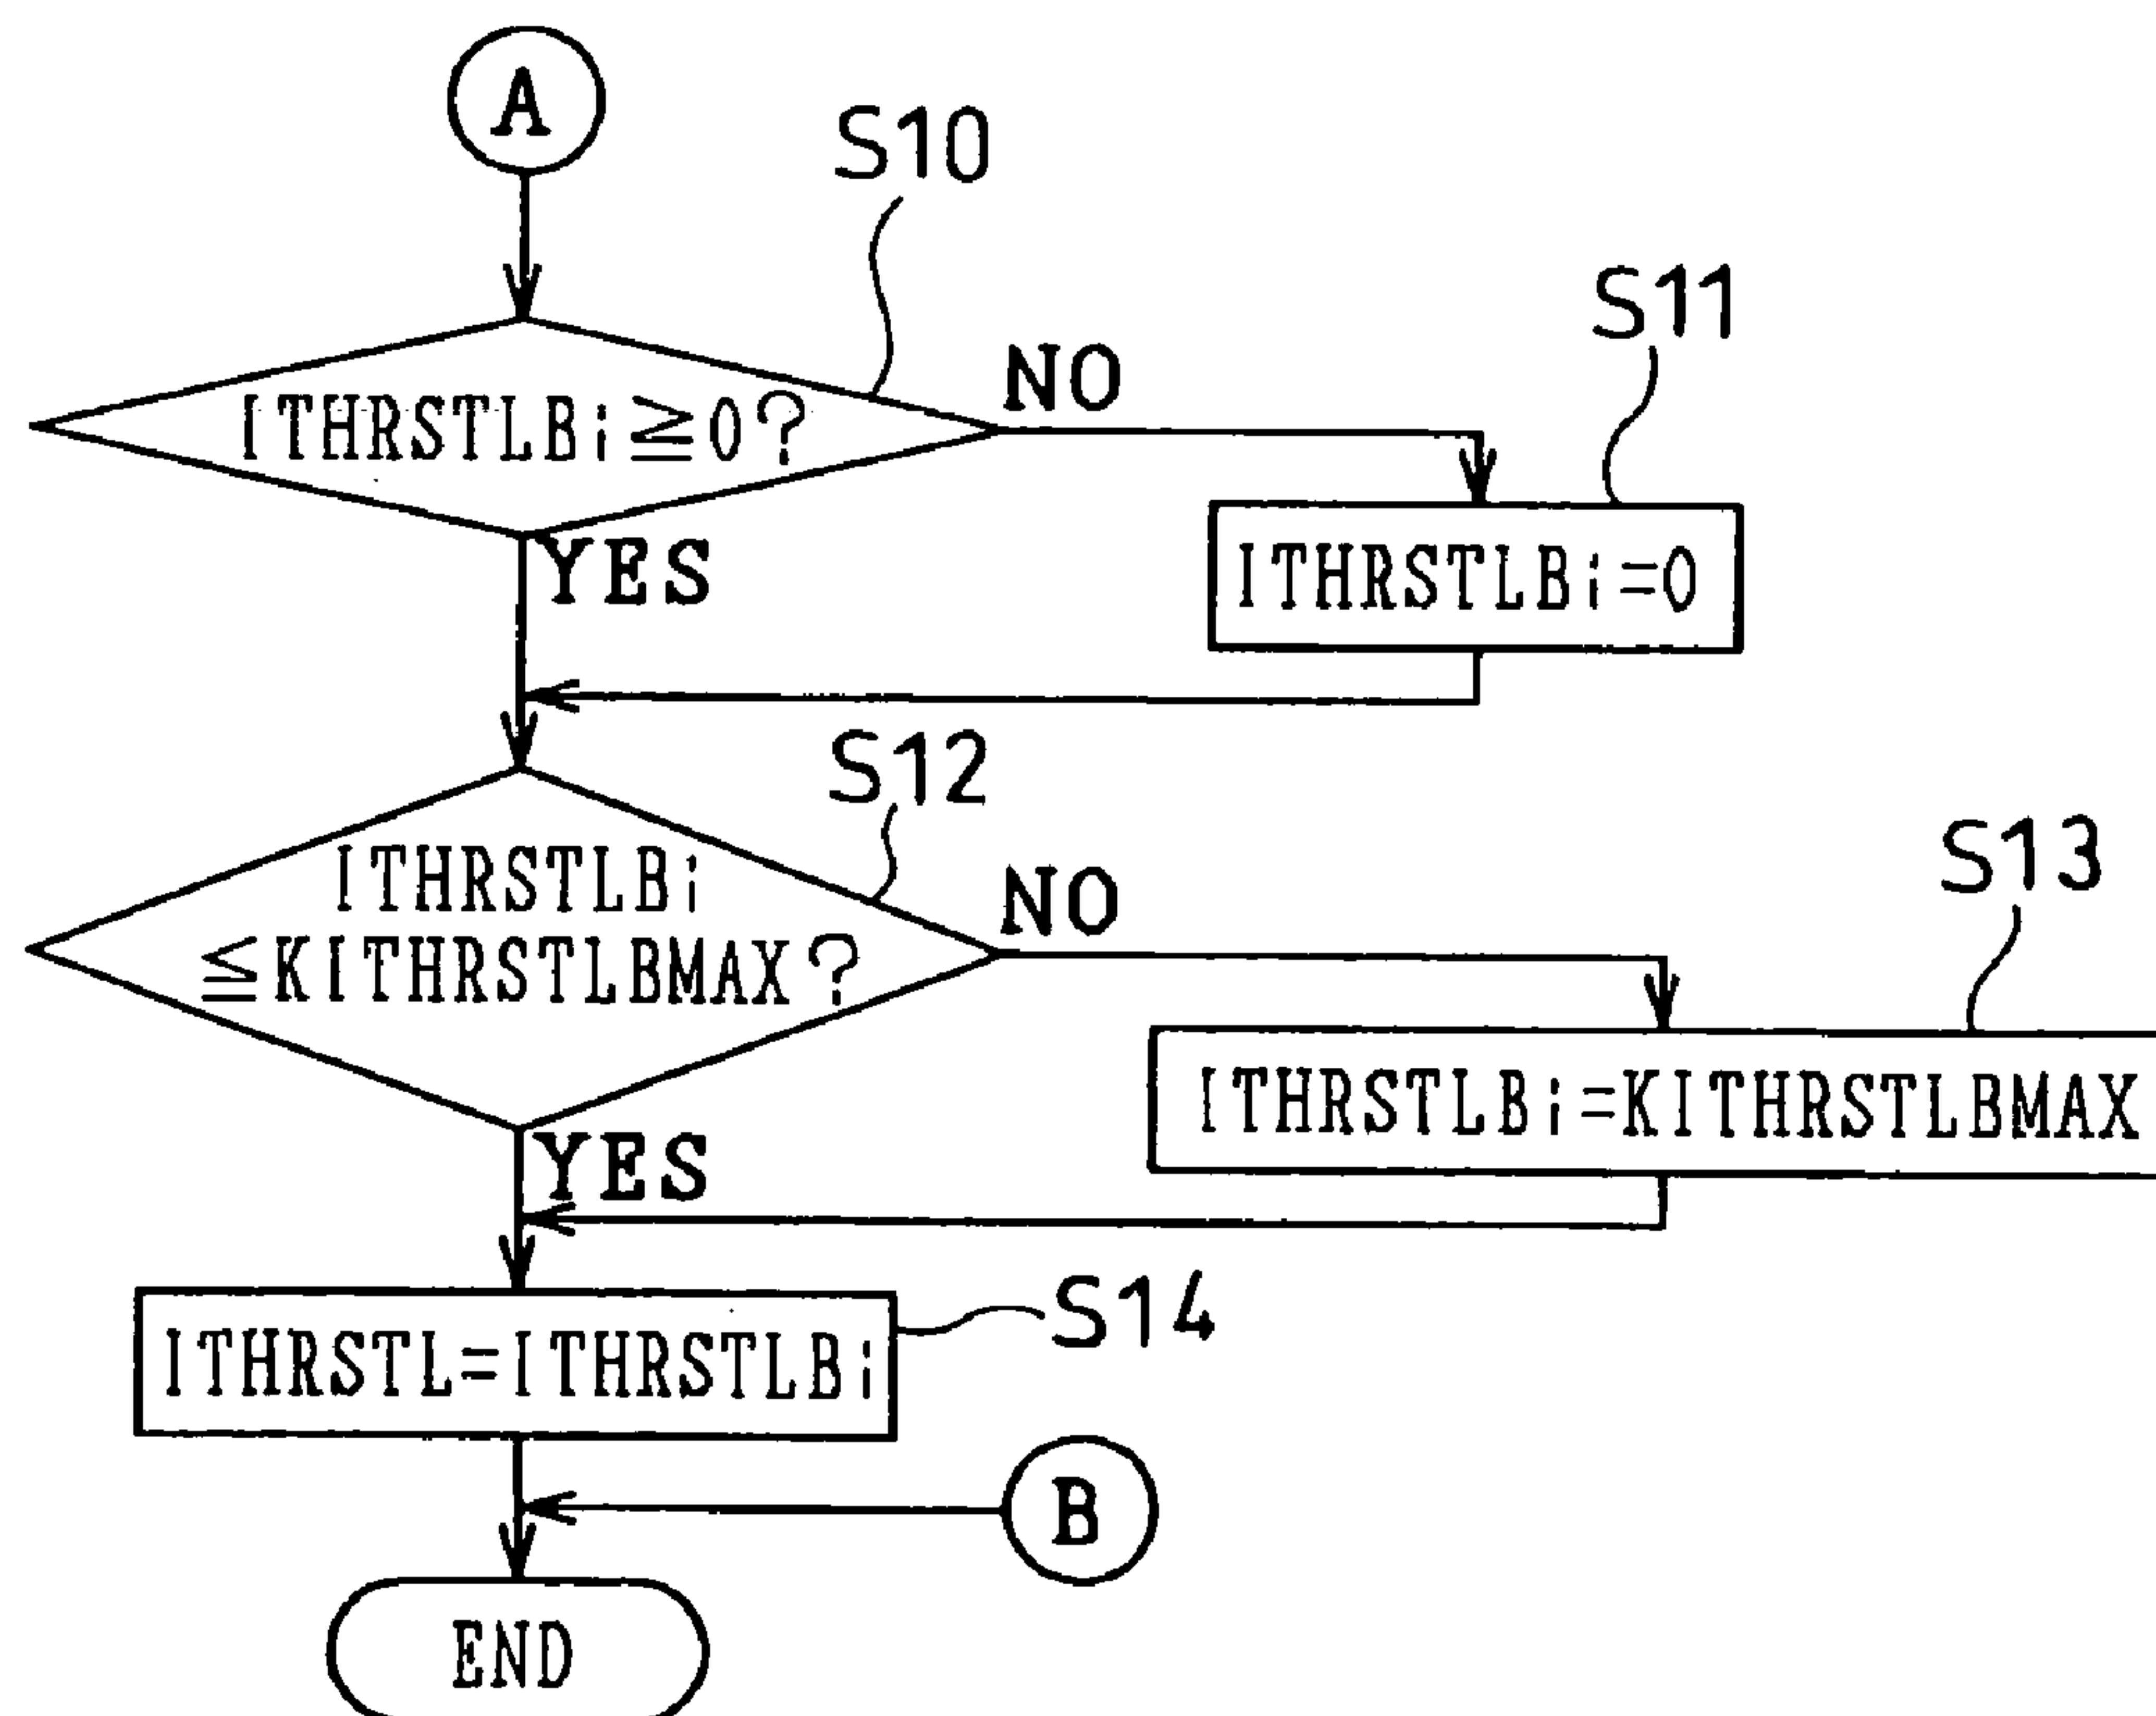 A
S10
ITHRSTLBi≧0?
NO
S11
ITHRSTLBi=0
YES
S12
ITHRSTLBi
≦KITHRSTLBMAX?
NO
S13
ITHRSTLBi=KITHRSTLBMAX
YES
S14
ITHRSTL=ITHRSTLBi
B
END